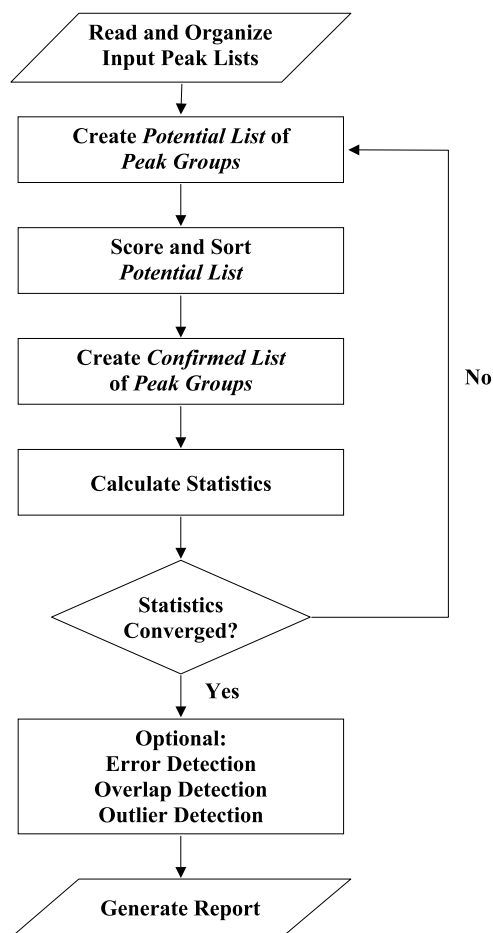 Read and Organize
Input Peak Lists
Create Potential List of
Peak Groups
Score and Sort
Potential List
Create Confirmed List
of Peak Groups
No
Calculate Statistics
Statistics
Converged?
Yes
Optional:
Error Detection
Overlap Detection
Outlier Detection
Generate Report